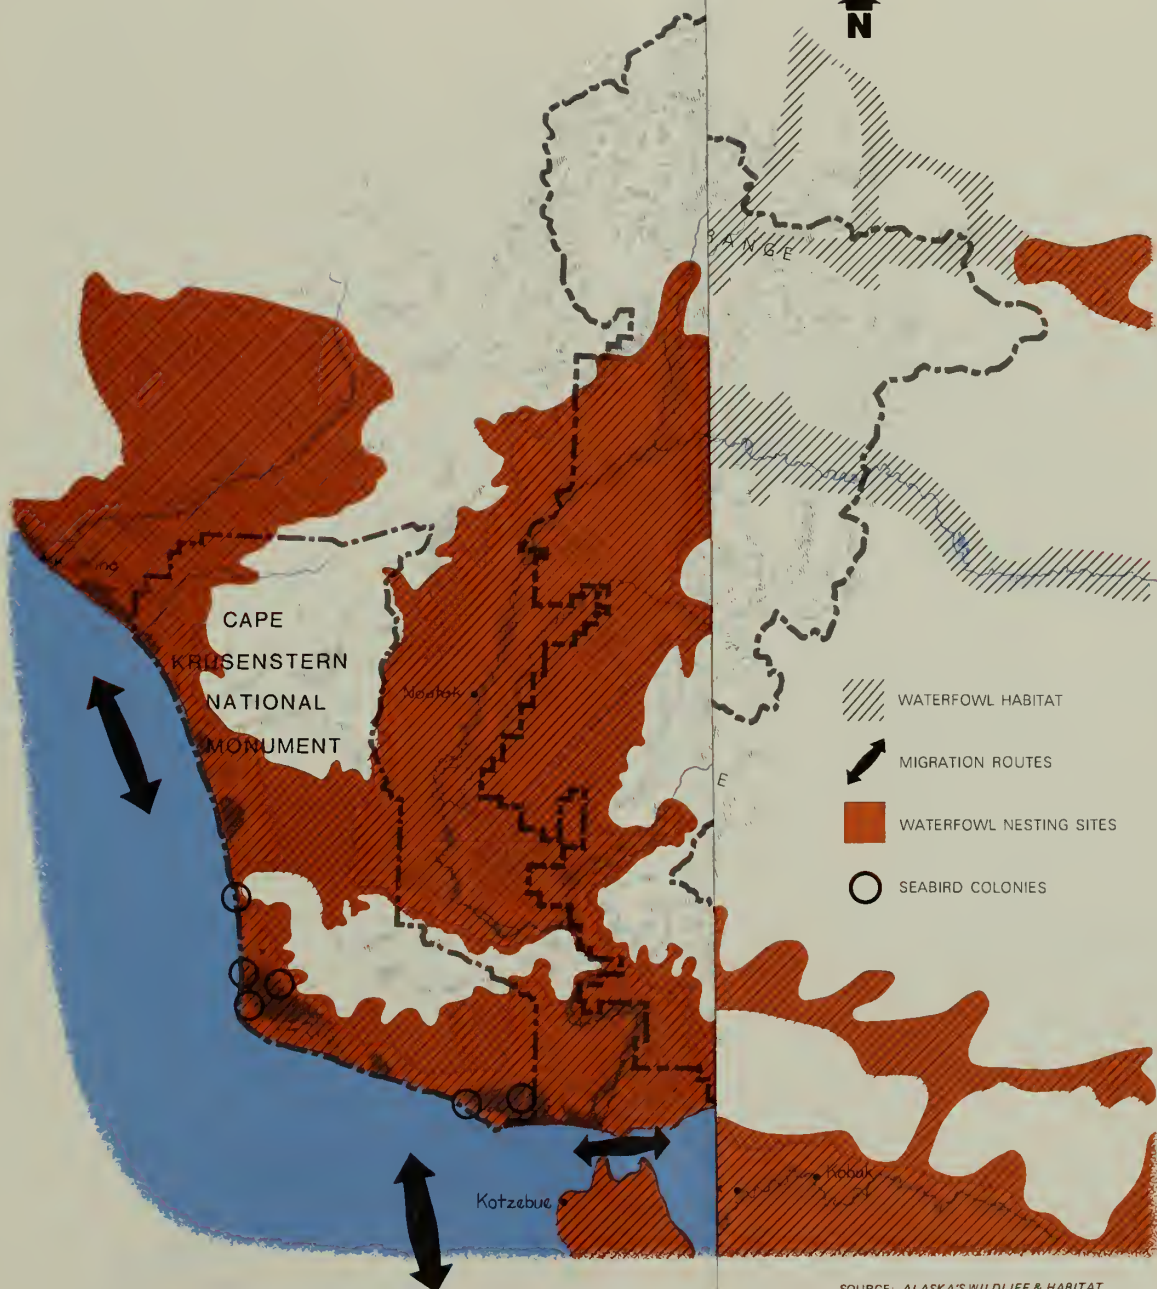 N
RANGE
CAPE
KRUSENSTERN
NATIONAL
MONUMENT
Noatak
E
WATERFOWL HABITAT
MIGRATION ROUTES
WATERFOWL NESTING SITES
SEABIRD COLONIES
Kobuk
Kotzebue
SOURCE: ALASKA'S WILDLIFE & HABITAT